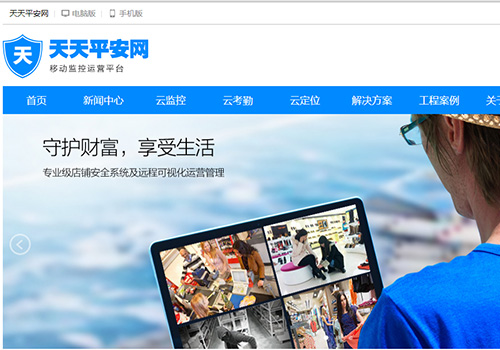 天天平安网 电脑版 手机版
天 天天平安网
移动监控运营平台
首页 新闻中心 云监控 云考勤 云定位 解决方案 工程案例 关
守护财富，享受生活
专业级店铺安全系统及远程可视化运营管理